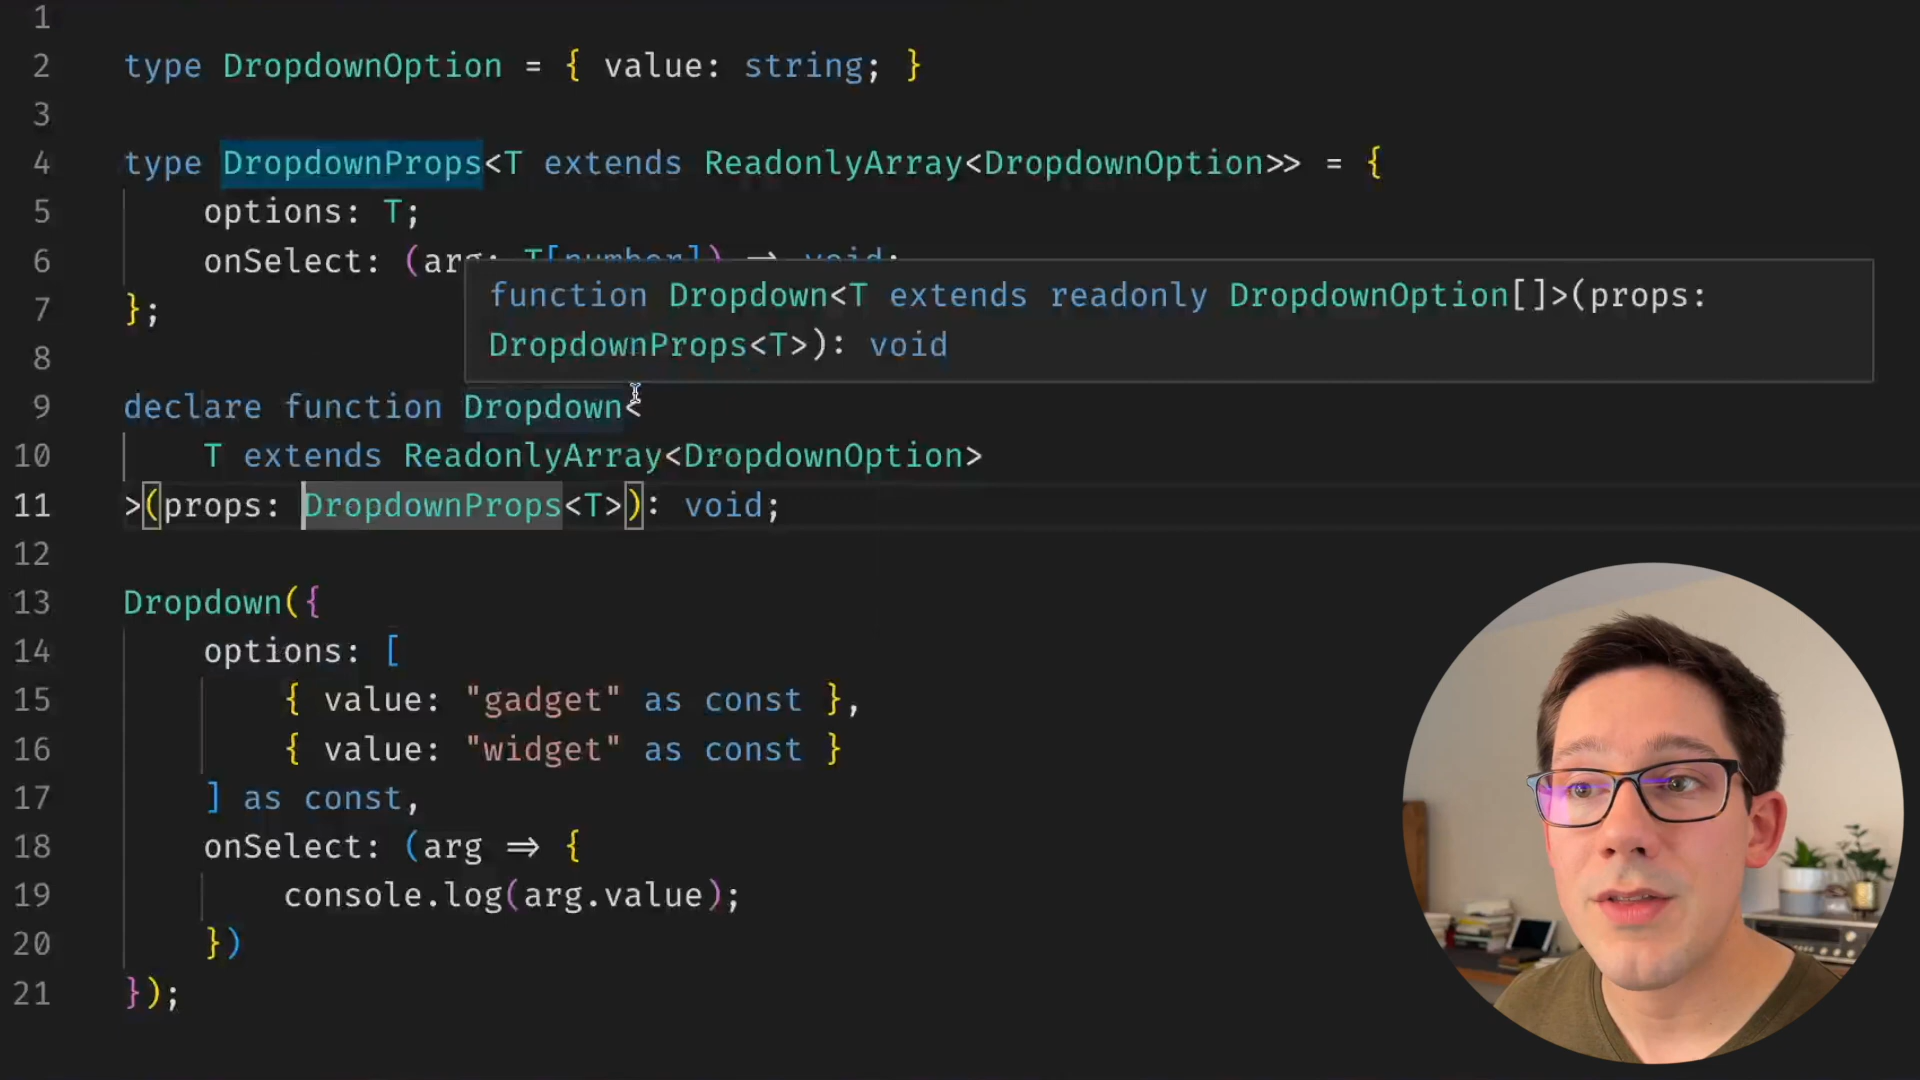 1
2 type DropdownOption = { value: string; }
3
4 type DropdownProps<T extends ReadonlyArray<DropdownOption>> = {
5 options: T;
6 onSelect: (arg: T[number]) => void;
function Dropdown<T extends readonly DropdownOption[]>(props:
7 };
DropdownProps<T>): void
8
9 declare function Dropdown<
10 T extends ReadonlyArray<DropdownOption>
11 >(props: DropdownProps<T>): void;
12
13 Dropdown({
14 options: [
15 { value: "gadget" as const },
16 { value: "widget" as const }
17 ] as const,
18 onSelect: (arg => {
19 console.log(arg.value);
20 })
21 });